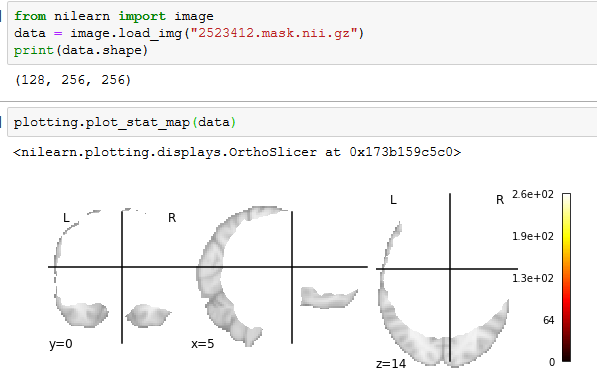 from nilearn import image
data = image.load_img("2523412.mask.nii.gz")
print(data.shape)
(128, 256, 256)
plotting.plot_stat_map(data)
<nilearn.plotting.displays.OrthoSlicer at 0x173b159c5c0>
L R L R
2.6e+02
1.9e+02
1.3e+02
64
0
y=0 x=5 z=14